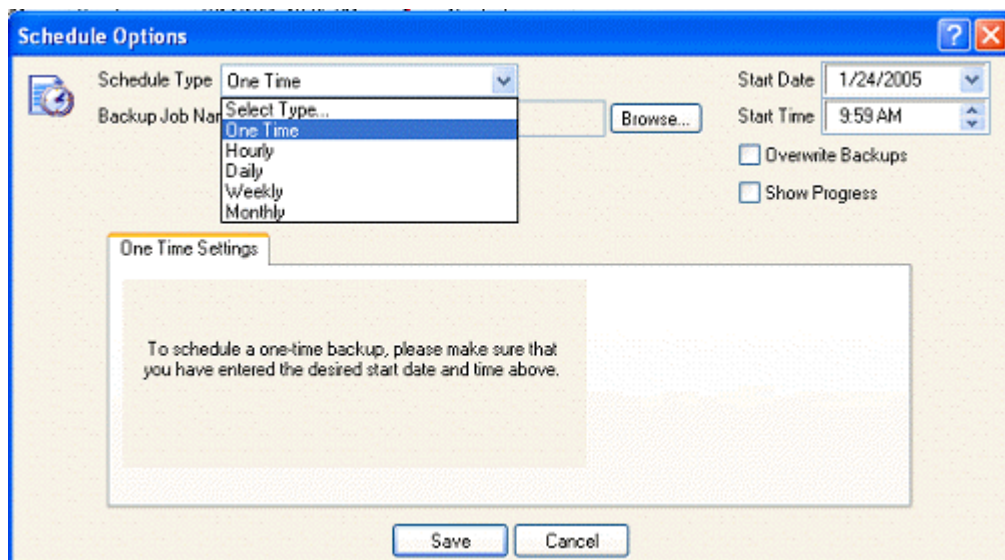 Schedule Options
Schedule Type One Time
Start Date 1/24/2005
Backup Job Nar
Browse...
Start Time 9:59 AM
Select Type...
One Time
Hourly
Daily
Weekly
Monthly
Overwrite Backups
Show Progress
One Time Settings
To schedule a one-time backup, please make sure that
you have entered the desired start date and time above.
Save Cancel